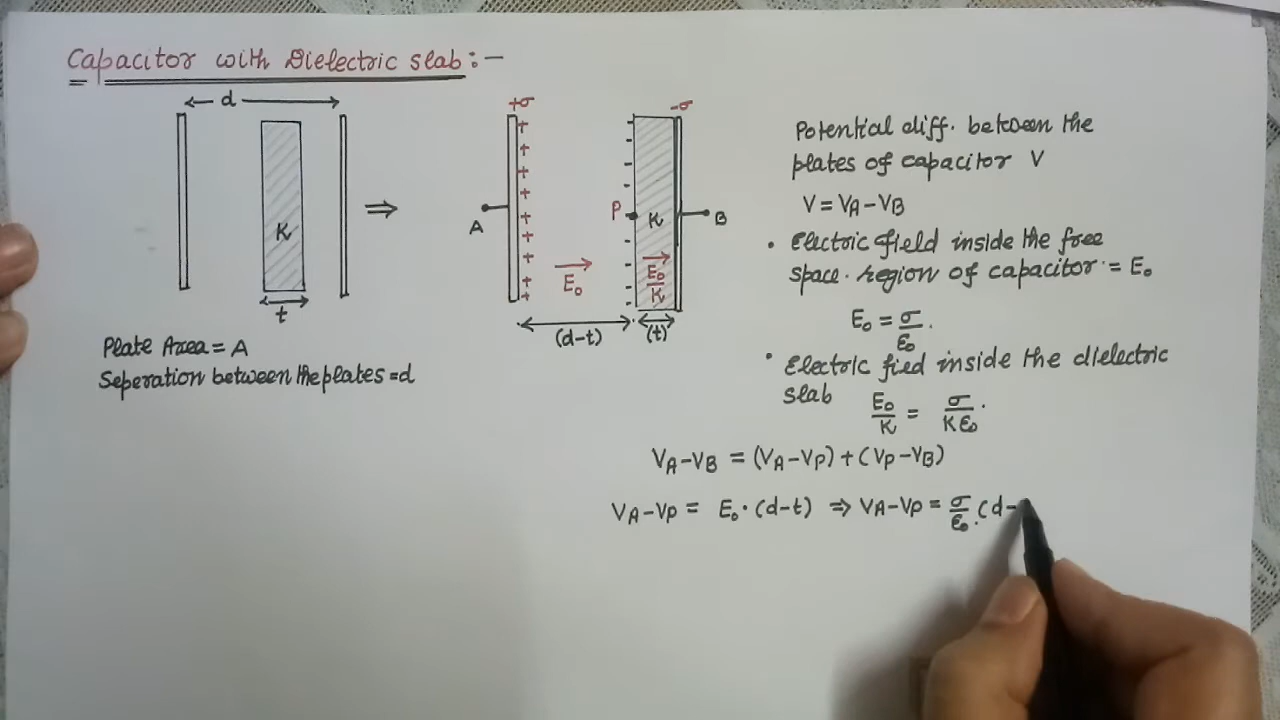 Capacitor with Dielectric slab:-
d
K
t
Plate Area = A
Seperation between the plates = d
⇒
+σ
-σ
A
P
K
B
E₀
E₀/K
(d-t)
(t)
Potential diff. between the
plates of capacitor V
V = VA - VB
• Electric field inside the free
space region of capacitor = E₀
E₀ = σ/ε₀.
• Electric fied inside the dielectric
slab
E₀/K = σ/Kε₀.
VA - VB = (VA - VP) + (VP - VB)
VA - VP = E₀.(d-t) ⇒ VA - VP = σ/ε₀.(d-